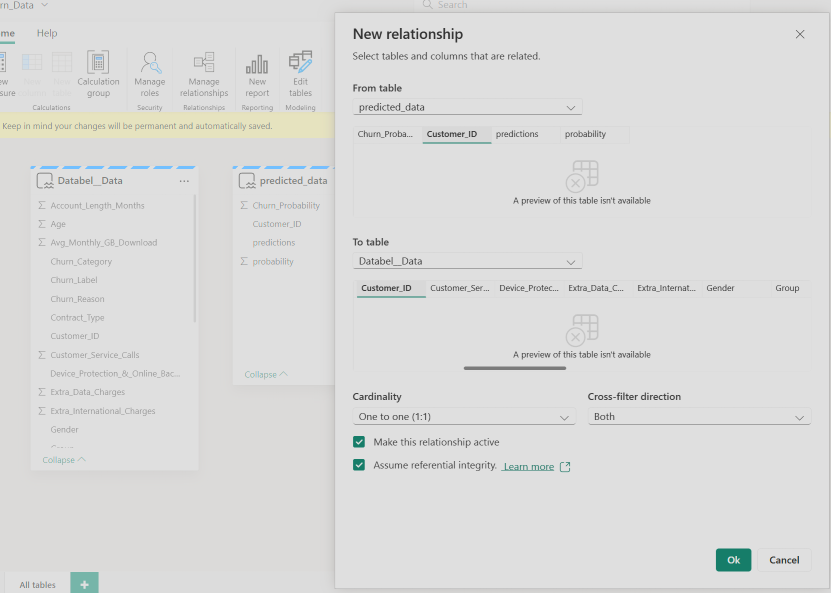 rn_Data
Search
me Help
New relationship
Select tables and columns that are related.
ew
sure
Calculation
group
Manage
roles
Manage
relationships
New
report
Edit
tables
Calculations Security Relationships Reporting Modeling
Keep in mind your changes will be permanent and automatically saved.
Databel__Data
Account_Length_Months
Age
Avg_Monthly_GB_Download
Churn_Category
Churn_Label
Churn_Reason
Contract_Type
Customer_ID
Customer_Service_Calls
Device_Protection_&_Online_Bac...
Extra_Data_Charges
Extra_International_Charges
Gender
Group
Collapse
predicted_data
Churn_Probability
Customer_ID
predictions
probability
Collapse
From table
predicted_data
Churn_Proba... Customer_ID predictions probability
A preview of this table isn't available
To table
Databel__Data
Customer_ID Customer_Ser... Device_Protec... Extra_Data_C... Extra_Internat... Gender Group
A preview of this table isn't available
Cardinality
One to one (1:1)
Cross-filter direction
Both
Make this relationship active
Assume referential integrity. Learn more
Ok Cancel
All tables +